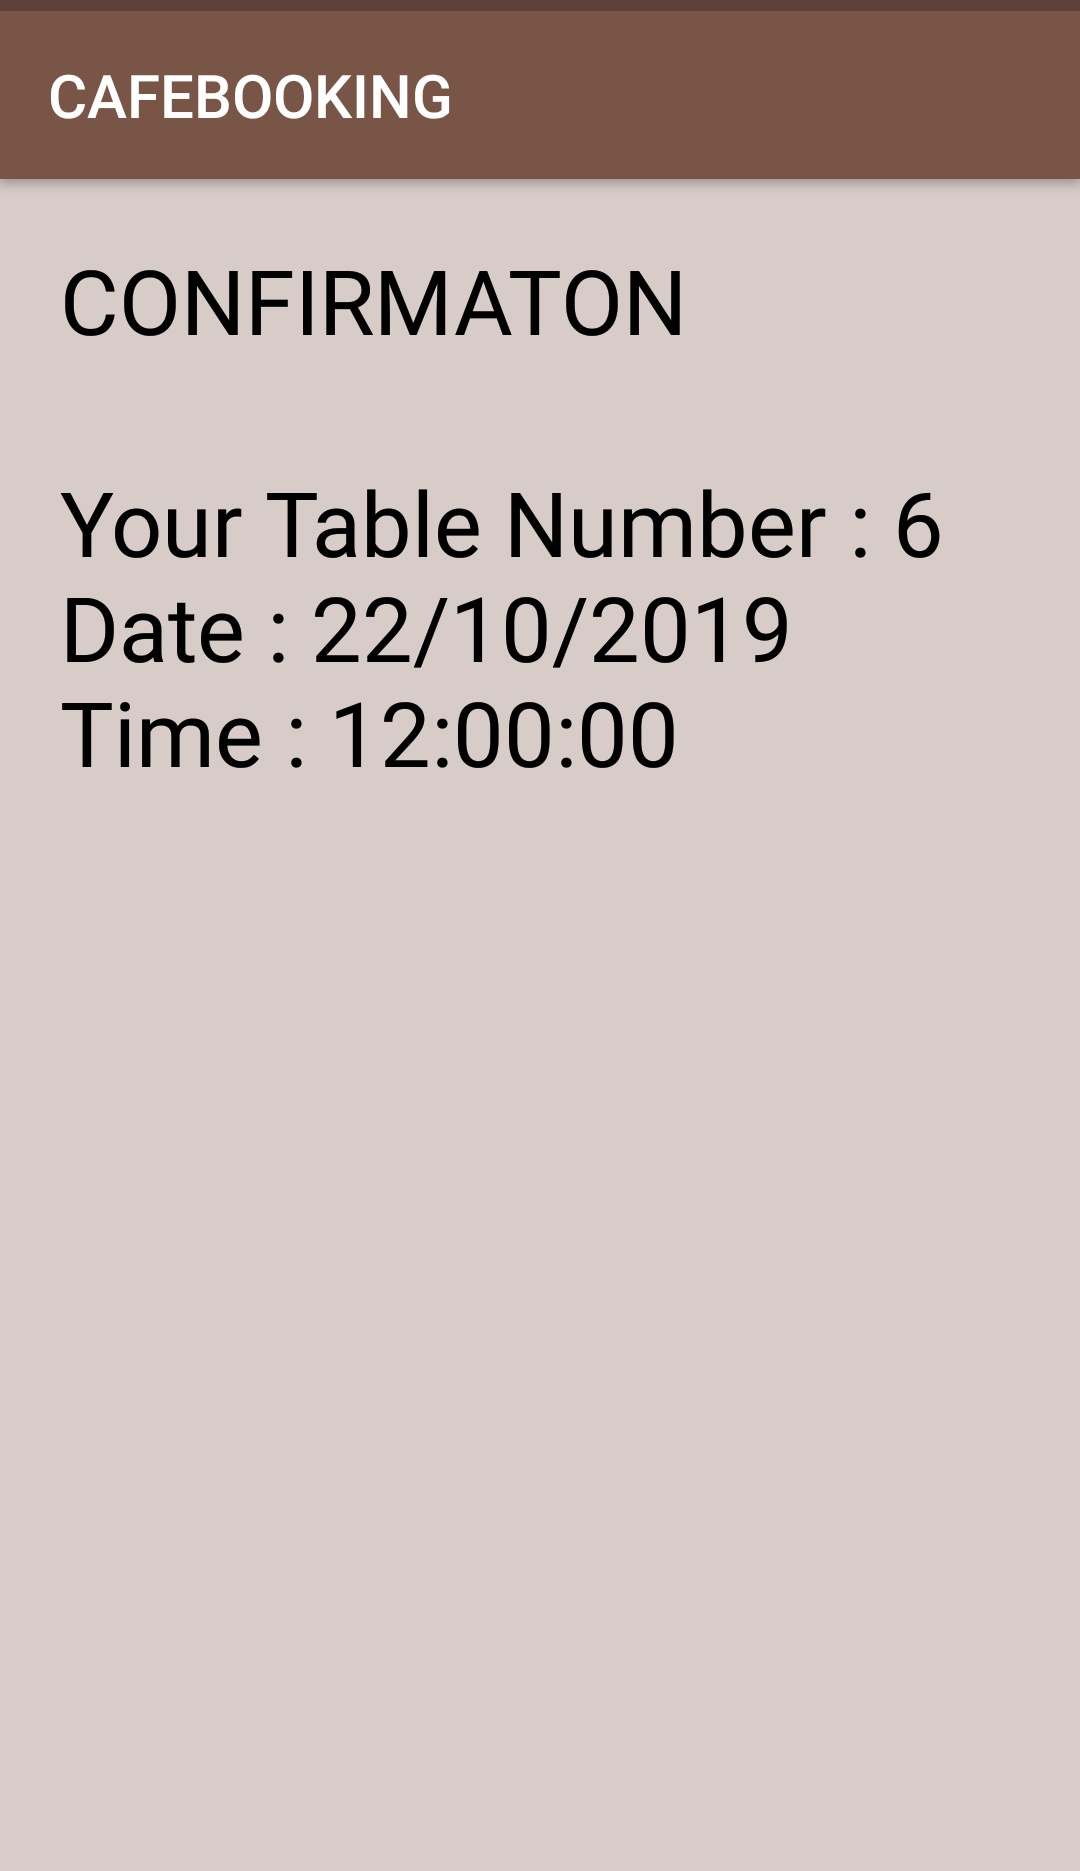 CAFEBOOKING
CONFIRMATON
Your Table Number : 6
Date : 22/10/2019
Time : 12:00:00